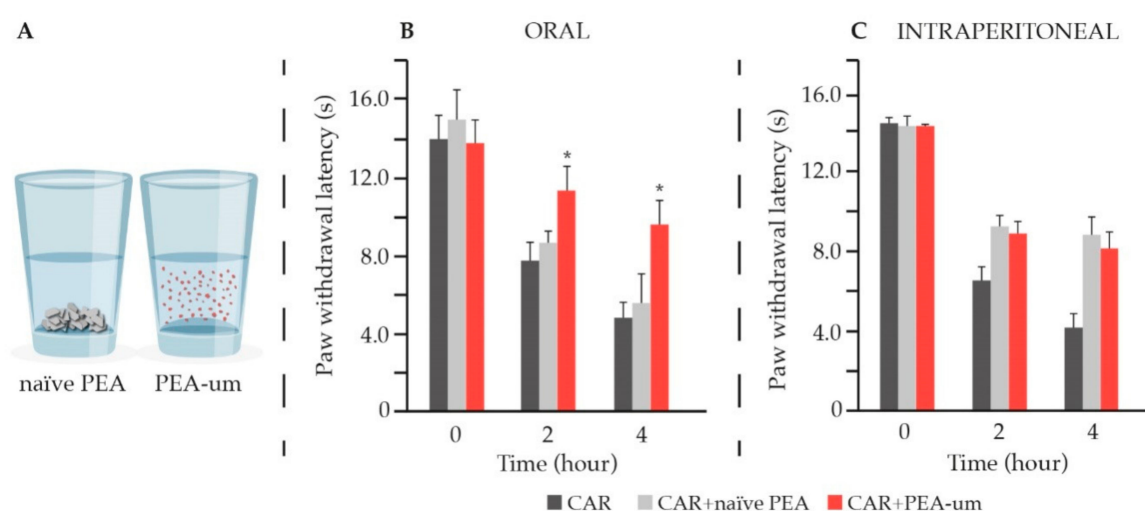 A
naïve PEA
PEA-um
B
ORAL
Paw withdrawal latency (s)
16.0
12.0
8.0
4.0
0
0
2
4
Time (hour)
*
*
C
INTRAPERITONEAL
Paw withdrawal latency (s)
16.0
12.0
8.0
4.0
0
0
2
4
Time (hour)
CAR
CAR+naïve PEA
CAR+PEA-um